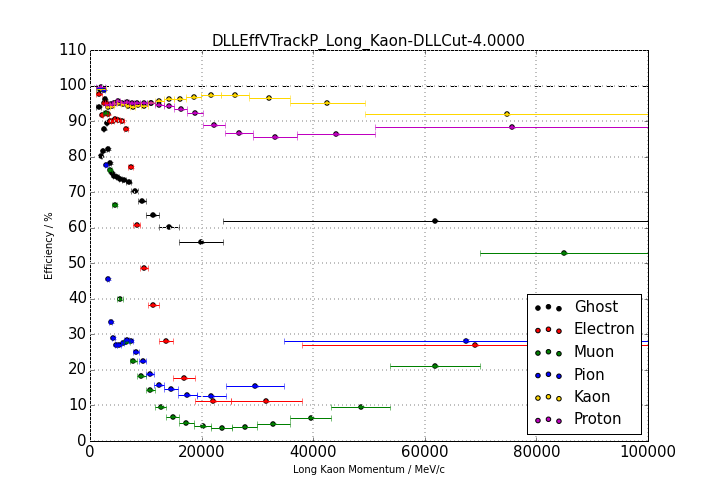 DLLEffVTrackP_Long_Kaon-DLLCut-4.0000
110
100
90
80
70
60
50
40
30
20
10
0
Efficiency / %
0 20000 40000 60000 80000 100000
Long Kaon Momentum / MeV/c
Ghost
Electron
Muon
Pion
Kaon
Proton